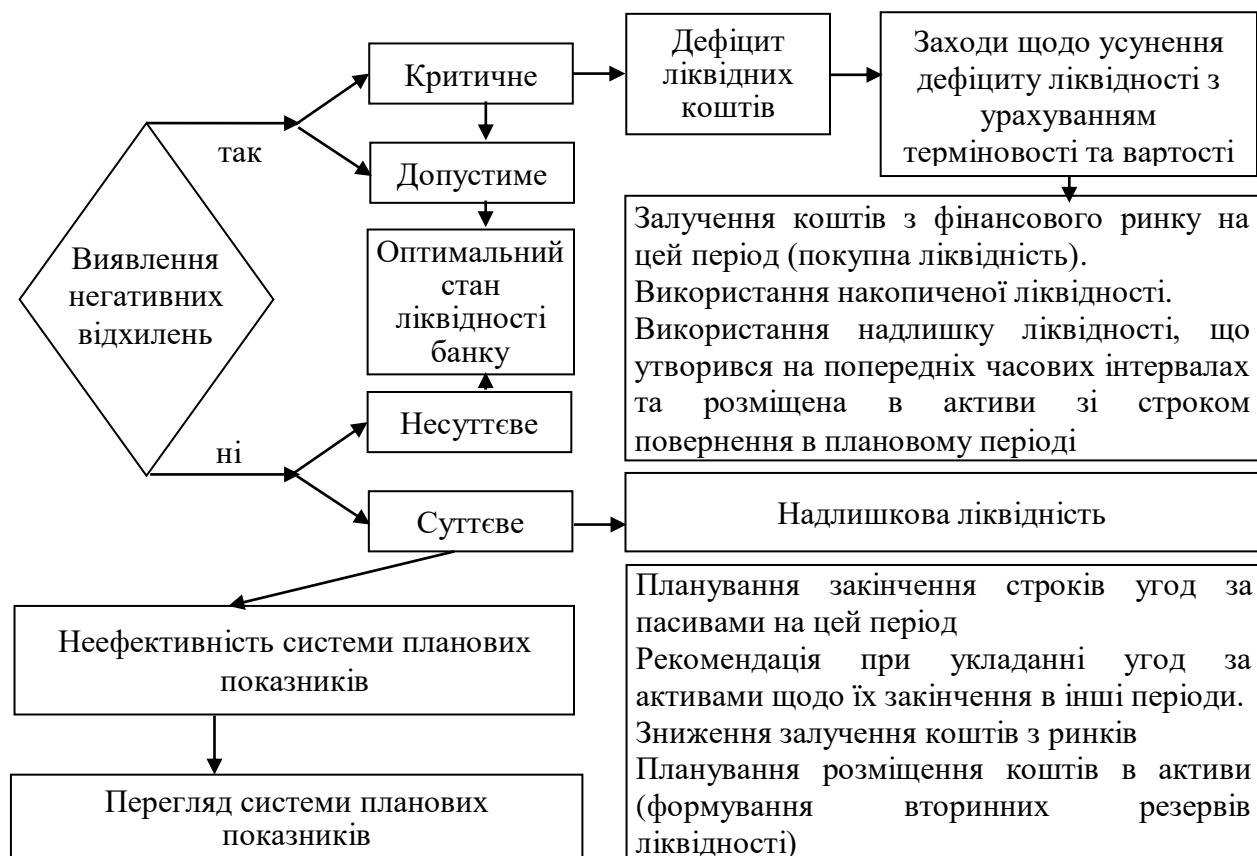 Критичне
Дефіцит
ліквідних
коштів
Заходи щодо усунення
дефіциту ліквідності з
урахуванням
терміновості та вартості
так
Допустиме
Виявлення
негативних
відхилень
Оптимальний
стан
ліквідності
банку
Залучення коштів з фінансового ринку на
цей період (покупна ліквідність).
Використання накопиченої ліквідності.
Використання надлишку ліквідності, що
утворився на попередніх часових інтервалах
та розміщена в активи зі строком
повернення в плановому періоді
Несуттєве
ні
Суттєве
Надлишкова ліквідність
Неефективність системи планових
показників
Планування закінчення строків угод за
пасивами на цей період
Рекомендація при укладанні угод за
активами щодо їх закінчення в інші періоди.
Зниження залучення коштів з ринків
Планування розміщення коштів в активи
(формування вторинних резервів
ліквідності)
Перегляд системи планових
показників